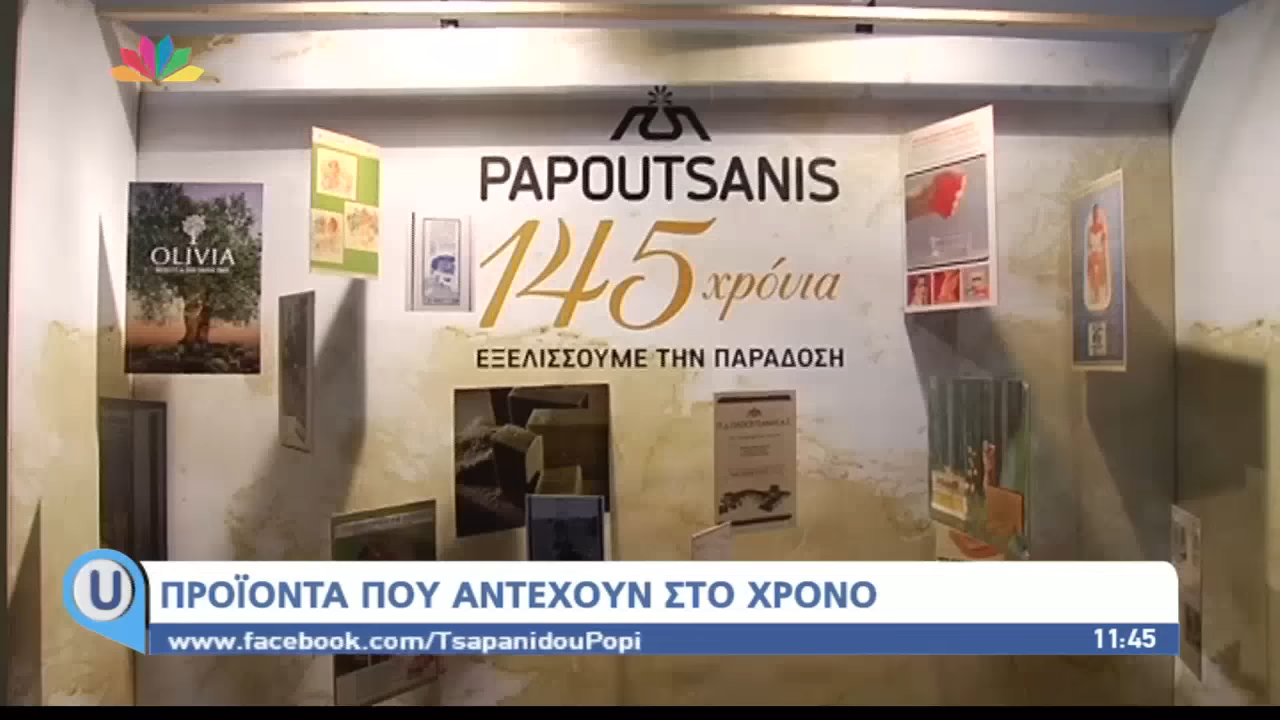 PAPOUTSANIS
145 χρόνια
ΕΞΕΛΙΣΣΟΥΜΕ ΤΗΝ ΠΑΡΑΔΟΣΗ
OLIVIA
U
ΠΡΟΪΟΝΤΑ ΠΟΥ ΑΝΤΕΧΟΥΝ ΣΤΟ ΧΡΟΝΟ
www.facebook.com/TsapanidouPopi
11:45